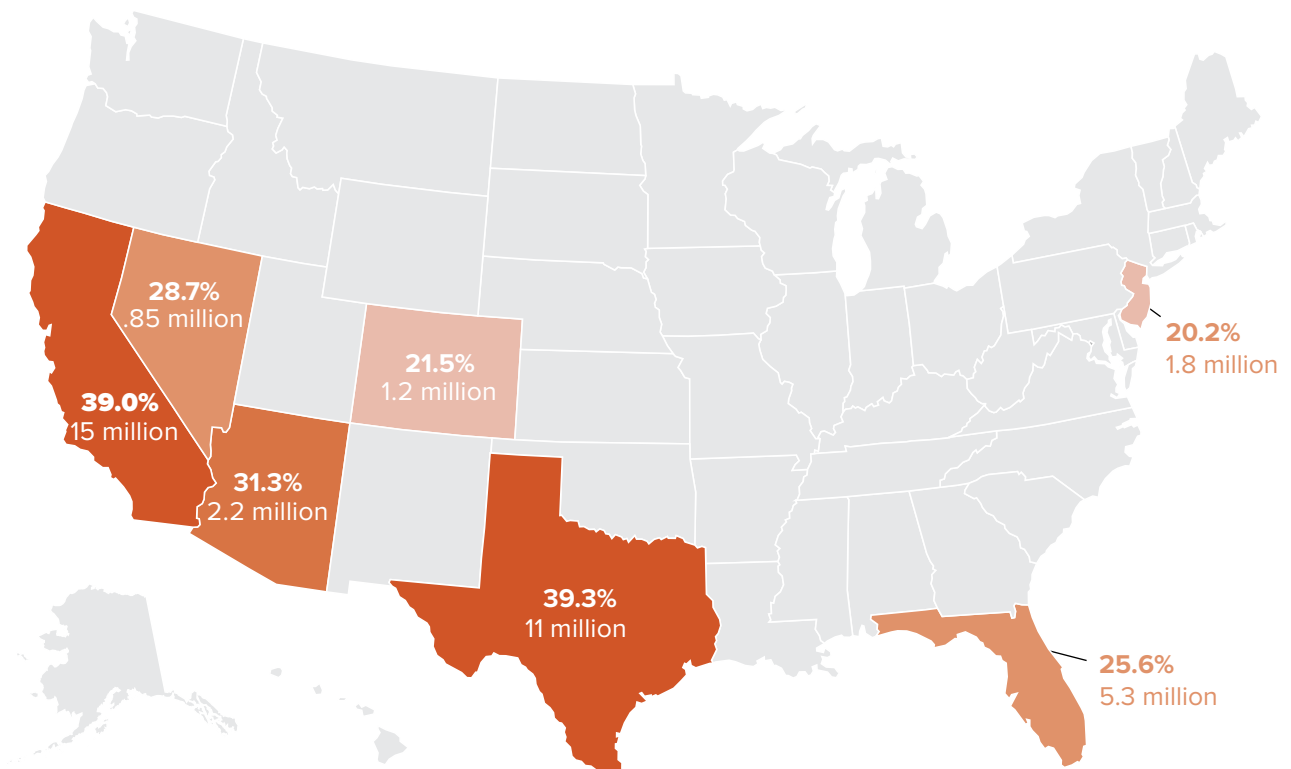 28.7%
.85 million
39.0%
15 million
21.5%
1.2 million
31.3%
2.2 million
39.3%
11 million
20.2%
1.8 million
25.6%
5.3 million